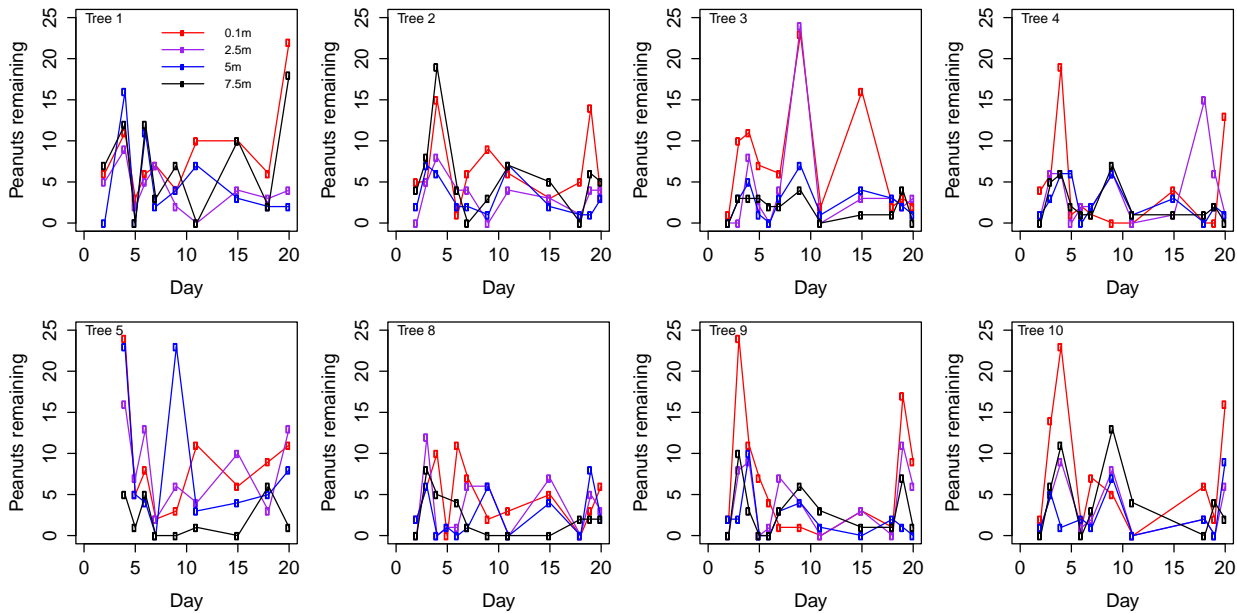 Tree 1
0.1m
2.5m
5m
7.5m
Peanuts remaining
0 5 10 15 20 25
0 5 10 15 20
Day
Tree 2
Peanuts remaining
0 5 10 15 20 25
0 5 10 15 20
Day
Tree 3
Peanuts remaining
0 5 10 15 20 25
0 5 10 15 20
Day
Tree 4
Peanuts remaining
0 5 10 15 20 25
0 5 10 15 20
Day
Tree 5
Peanuts remaining
0 5 10 15 20 25
0 5 10 15 20
Day
Tree 8
Peanuts remaining
0 5 10 15 20 25
0 5 10 15 20
Day
Tree 9
Peanuts remaining
0 5 10 15 20 25
0 5 10 15 20
Day
Tree 10
Peanuts remaining
0 5 10 15 20 25
0 5 10 15 20
Day